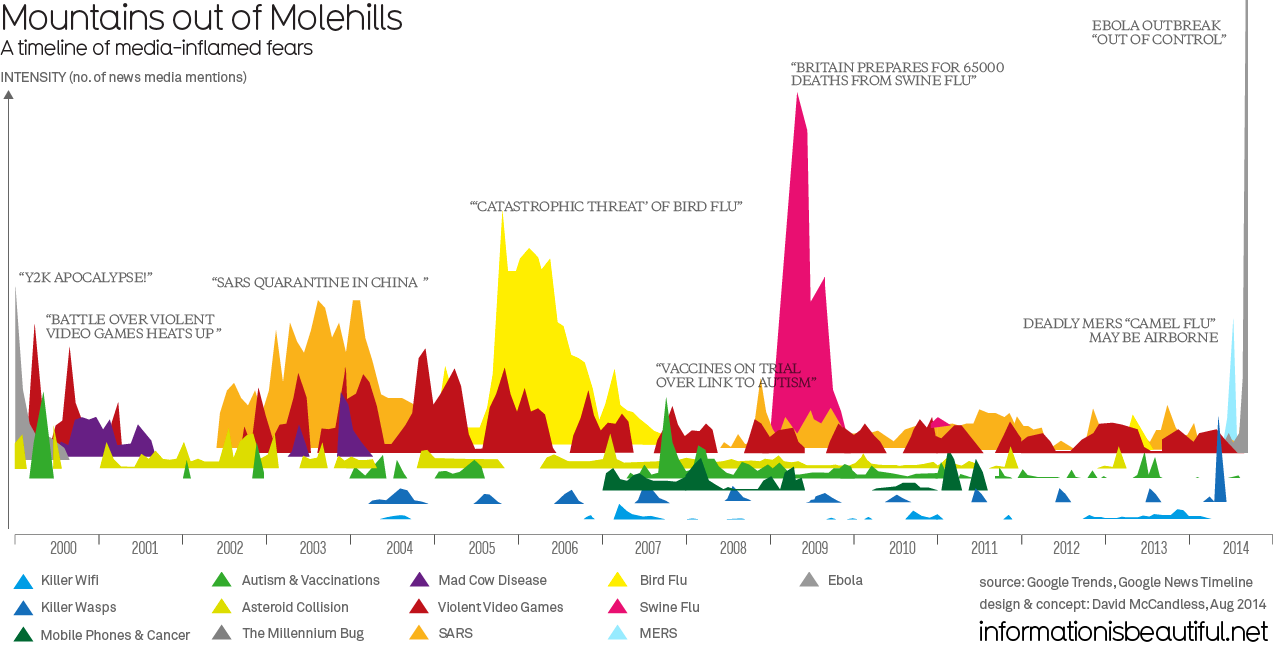 Mountains out of Molehills
A timeline of media-inflamed fears
INTENSITY (no. of news media mentions)
EBOLA OUTBREAK
“OUT OF CONTROL”
“BRITAIN PREPARES FOR 65000
DEATHS FROM SWINE FLU”
“‘CATASTROPHIC THREAT’ OF BIRD FLU”
“Y2K APOCALYPSE!”
“SARS QUARANTINE IN CHINA ”
“BATTLE OVER VIOLENT
VIDEO GAMES HEATS UP ”
DEADLY MERS “CAMEL FLU”
MAY BE AIRBORNE
“VACCINES ON TRIAL
OVER LINK TO AUTISM”
2000 2001 2002 2003 2004 2005 2006 2007 2008 2009 2010 2011 2012 2013 2014
Killer Wifi
Killer Wasps
Mobile Phones & Cancer
Autism & Vaccinations
Asteroid Collision
The Millennium Bug
Mad Cow Disease
Violent Video Games
SARS
Bird Flu
Swine Flu
MERS
Ebola
source: Google Trends, Google News Timeline
design & concept: David McCandless, Aug 2014
informationisbeautiful.net